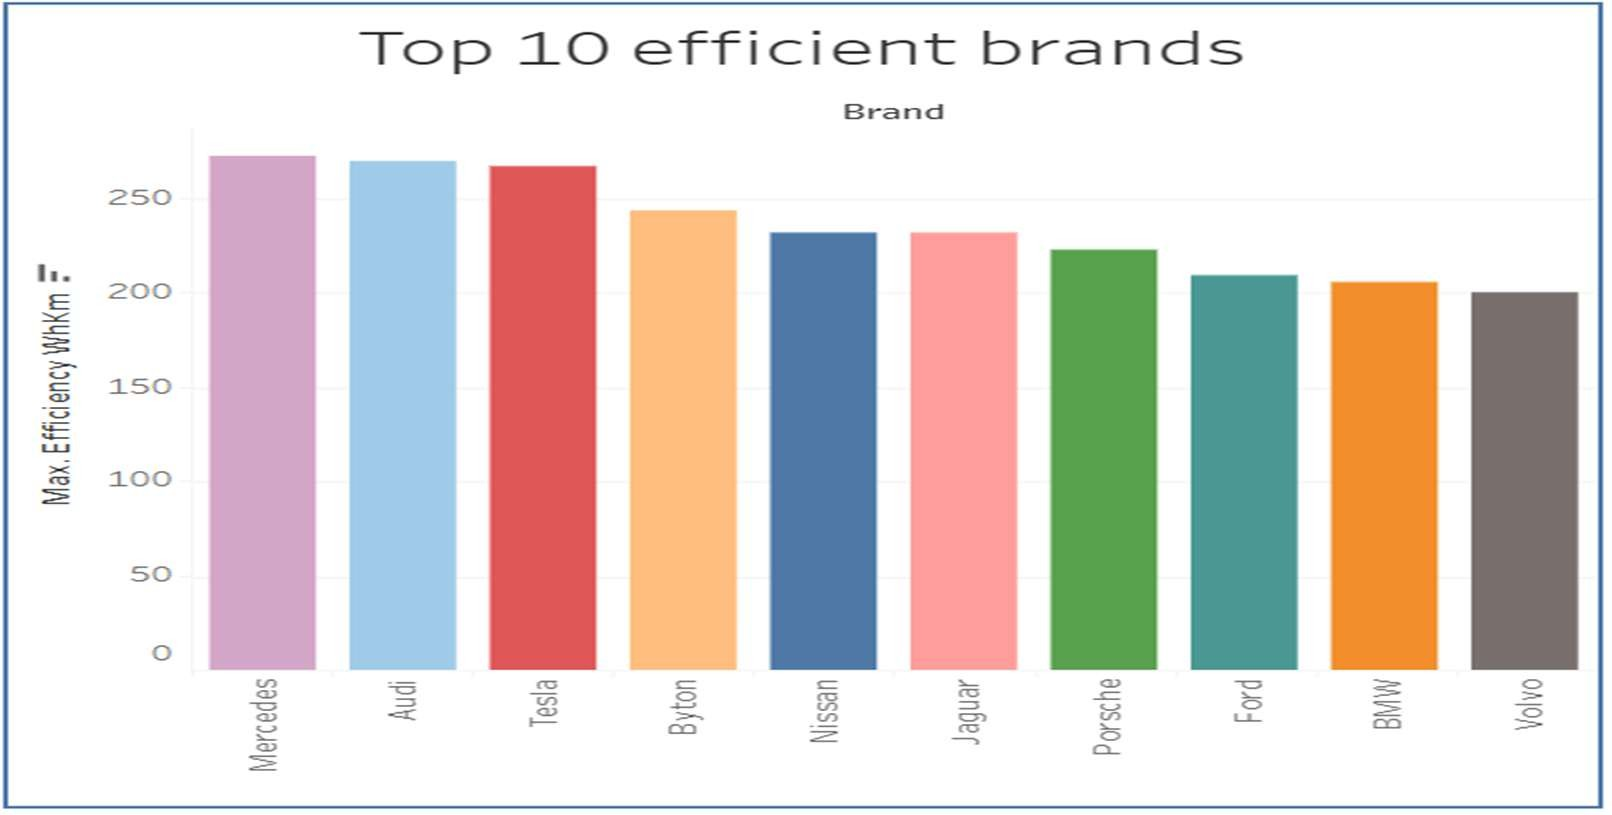 Top 10 efficient brands
Brand
Max. Efficiency WhKm
250
200
150
100
50
0
Mercedes
Audi
Tesla
Byton
Nissan
Jaguar
Porsche
Ford
BMW
Volvo